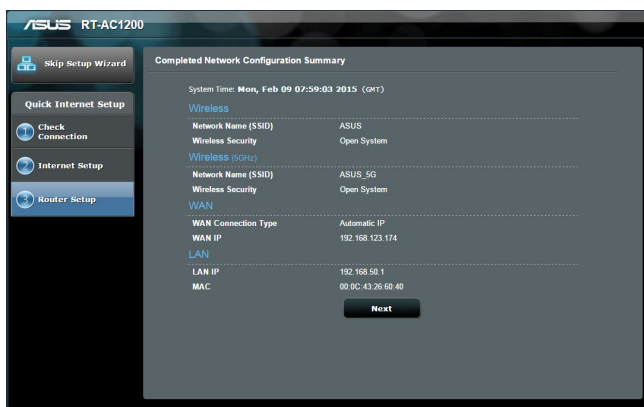 ASUS RT-AC1200
Skip Setup Wizard
Quick Internet Setup
1 Check Connection
2 Internet Setup
3 Router Setup
Completed Network Configuration Summary
System Time: Mon, Feb 09 07:59:03 2015 (GMT)
Wireless
Network Name (SSID) ASUS
Wireless Security Open System
Wireless (5GHz)
Network Name (SSID) ASUS_5G
Wireless Security Open System
WAN
WAN Connection Type Automatic IP
WAN IP 192.168.123.174
LAN
LAN IP 192.168.50.1
MAC 00:0C:43:26:60:40
Next